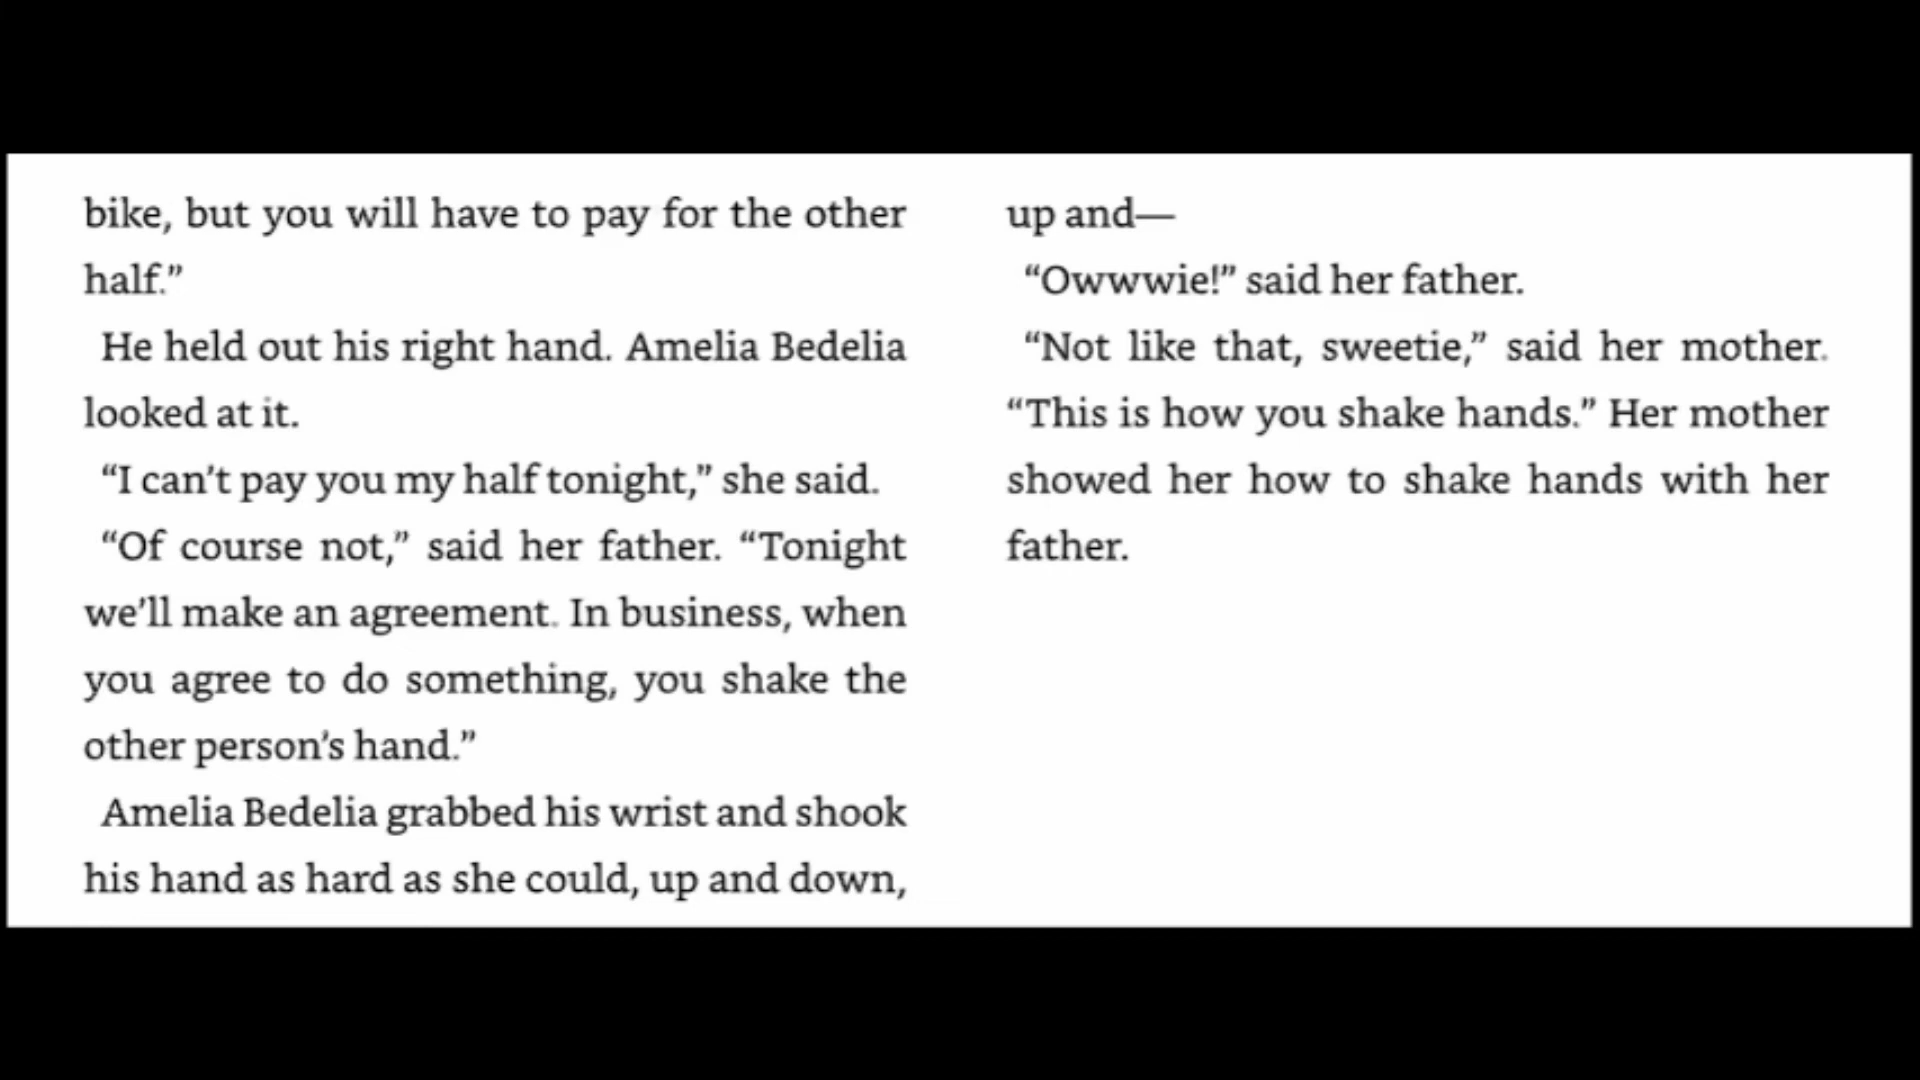 bike, but you will have to pay for the other
half.”
He held out his right hand. Amelia Bedelia
looked at it.
“I can’t pay you my half tonight,” she said.
“Of course not,” said her father. “Tonight
we’ll make an agreement. In business, when
you agree to do something, you shake the
other person’s hand.”
Amelia Bedelia grabbed his wrist and shook
his hand as hard as she could, up and down,
up and—
“Owwwie!” said her father.
“Not like that, sweetie,” said her mother.
“This is how you shake hands.” Her mother
showed her how to shake hands with her
father.